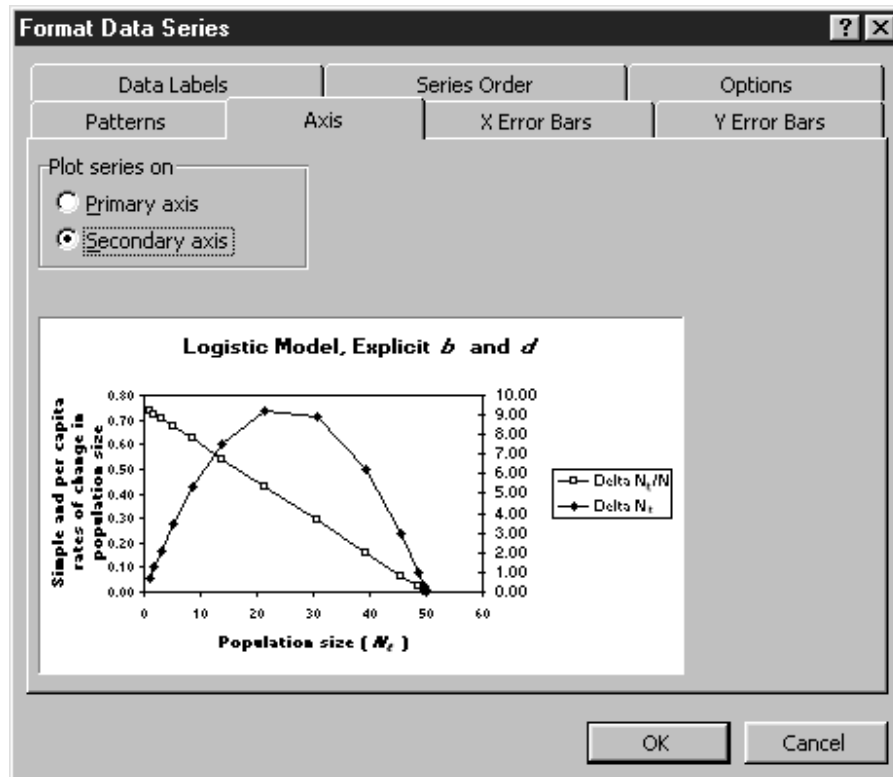 Format Data Series
Data Labels
Series Order
Options
Patterns
Axis
X Error Bars
Y Error Bars
Plot series on
Primary axis
Secondary axis
Logistic Model, Explicit b and d
Simple and per capita
rates of change in
population size
0.80
0.70
0.60
0.50
0.40
0.30
0.20
0.10
0.00
10.00
9.00
8.00
7.00
6.00
5.00
4.00
3.00
2.00
1.00
0.00
0 10 20 30 40 50 60
Population size ( Nt )
Delta Nt/N
Delta Nt
OK
Cancel